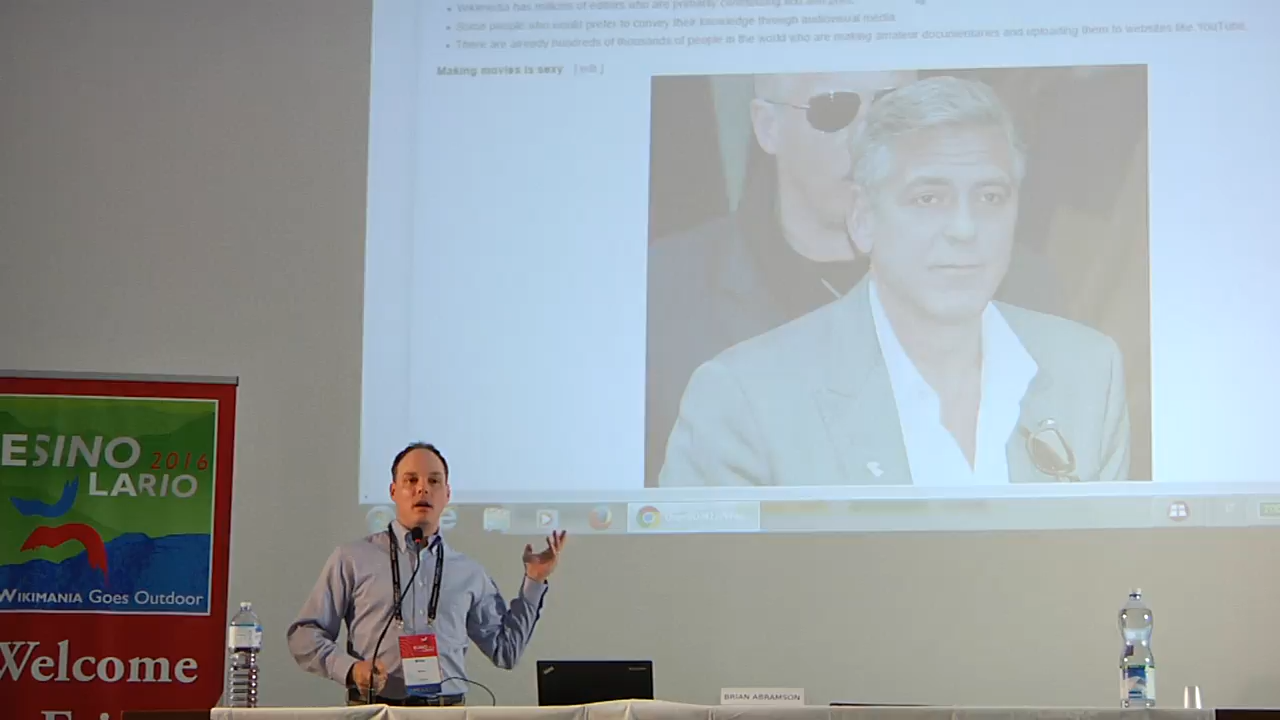 Wikimedia has millions of editors who are primarily contributing text and
Some people who would prefer to convey their knowledge through audiovisual media
There are already hundreds of thousands of people in the world who are making amateur documentaries and uploading them to websites like YouTube.
Making movies is sexy [edit]
ESINO 2016
LARIO
WIKIMANIA Goes Outdoor
Welcome
BRIAN ABRAMSON